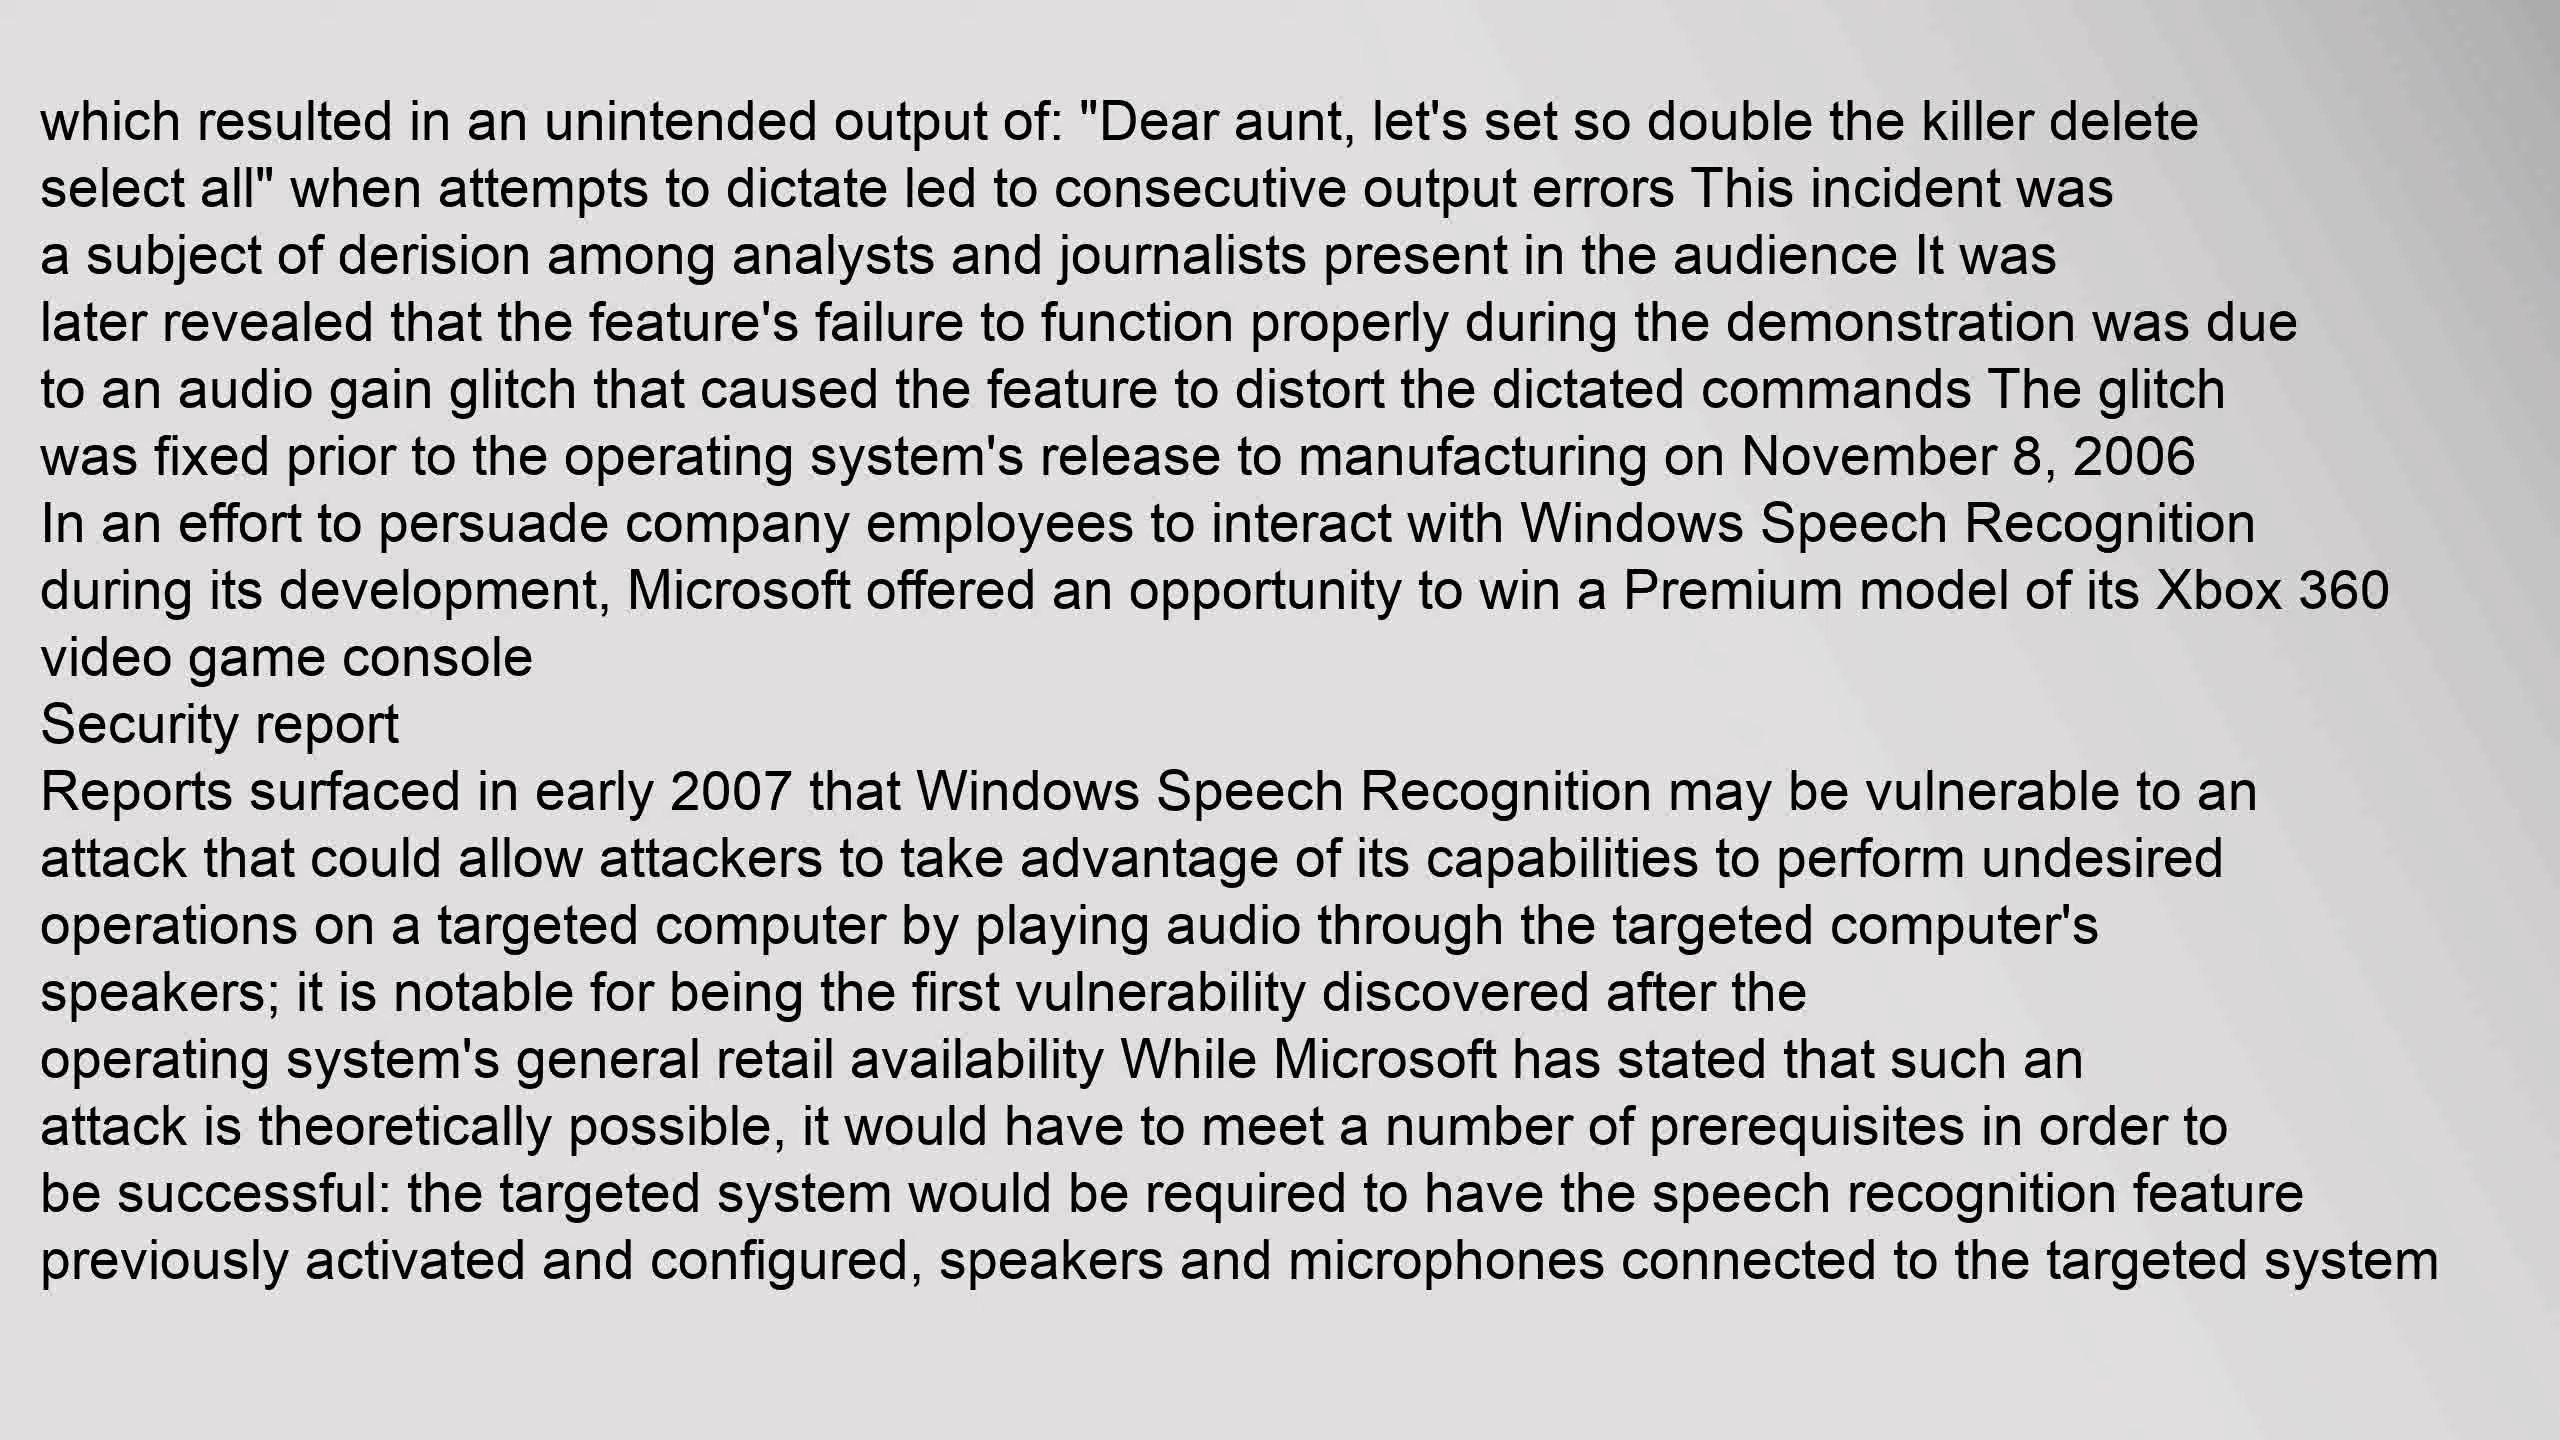 which resulted in an unintended output of: "Dear aunt, let's set so double the killer delete
select all" when attempts to dictate led to consecutive output errors This incident was
a subject of derision among analysts and journalists present in the audience It was
later revealed that the feature's failure to function properly during the demonstration was due
to an audio gain glitch that caused the feature to distort the dictated commands The glitch
was fixed prior to the operating system's release to manufacturing on November 8, 2006
In an effort to persuade company employees to interact with Windows Speech Recognition
during its development, Microsoft offered an opportunity to win a Premium model of its Xbox 360
video game console
Security report
Reports surfaced in early 2007 that Windows Speech Recognition may be vulnerable to an
attack that could allow attackers to take advantage of its capabilities to perform undesired
operations on a targeted computer by playing audio through the targeted computer's
speakers; it is notable for being the first vulnerability discovered after the
operating system's general retail availability While Microsoft has stated that such an
attack is theoretically possible, it would have to meet a number of prerequisites in order to
be successful: the targeted system would be required to have the speech recognition feature
previously activated and configured, speakers and microphones connected to the targeted system